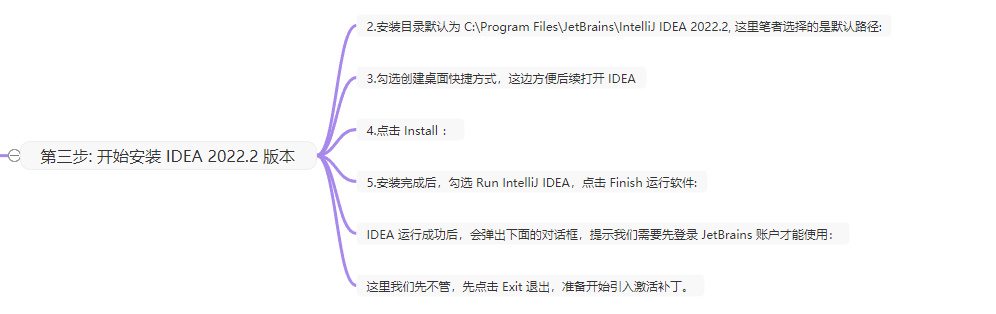 2.安装目录默认为 C:\Program Files\JetBrains\IntelliJ IDEA 2022.2, 这里笔者选择的是默认路径:
3.勾选创建桌面快捷方式，这边方便后续打开 IDEA
4.点击 Install ：
第三步: 开始安装 IDEA 2022.2 版本
5.安装完成后，勾选 Run IntelliJ IDEA，点击 Finish 运行软件:
IDEA 运行成功后，会弹出下面的对话框，提示我们需要先登录 JetBrains 账户才能使用：
这里我们先不管，先点击 Exit 退出，准备开始引入激活补丁。